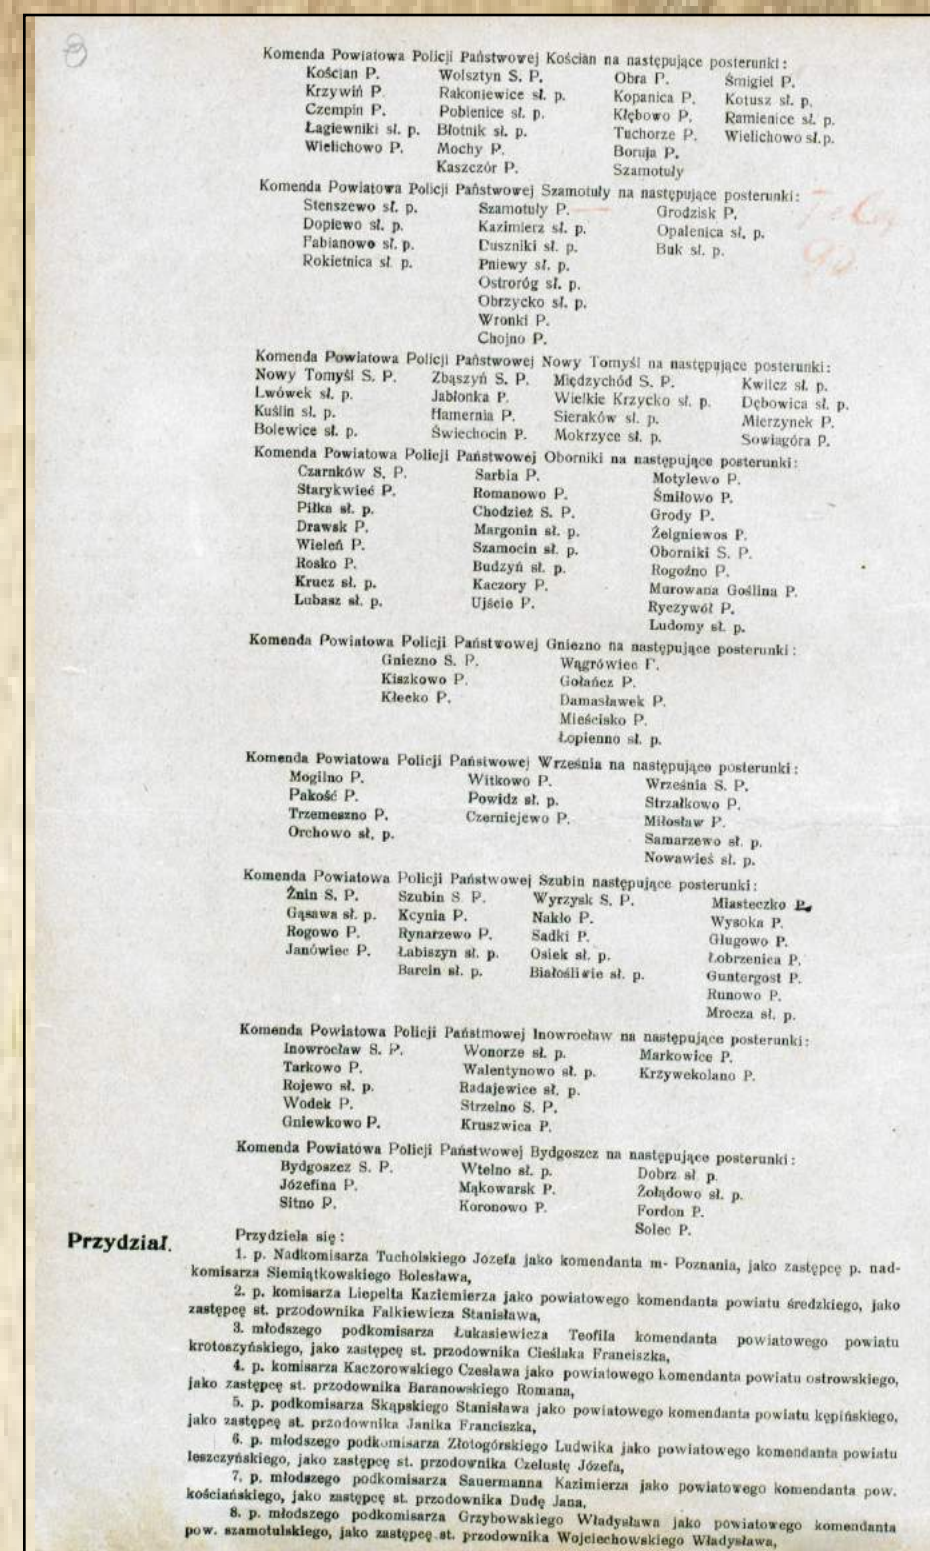 Komenda Powiatowa Policji Państwowej Kościan na następujące posterunki:
Kościan P. Wolsztyn S. P. Obra P. Śmigiel P.
Krzywiń P. Rakoniewice sł. p. Kopanica P. Kotusz sł. p.
Czempin P. Poblenice sł. p. Kłębowo P. Ramienice sł. p.
Łagiewniki sł. p. Błotnik sł. p. Tuchorze P. Wielichowo sł. p.
Wielichowo P. Mochy P. Boruja P.
Kaszczór P. Szamotuły
Komenda Powiatowa Policji Państwowej Szamotuły na następujące posterunki:
Stenszewo sł. p. Szamotuły P. Grodzisk P.
Dopiewo sł. p. Kazimierz sł. p. Opalenica sł. p.
Fabianowo sł. p. Duszniki sł. p. Buk sł. p.
Rokietnica sł. p. Pniewy sł. p.
Ostroróg sł. p.
Obrzycko sł. p.
Wronki P.
Chojno P.
Komenda Powiatowa Policji Państwowej Nowy Tomyśl na następujące posterunki:
Nowy Tomyśl S. P. Zbąszyń S. P. Międzychód S. P. Kwilcz sł. p.
Lwówek sł. p. Jabłonka P. Wielkie Krzycko sł. p. Dębowica sł. p.
Kuślin sł. p. Hamernia P. Sieraków sł. p. Mierzynek P.
Bolewice sł. p. Świechocin P. Mokrzyce sł. p. Sowiagóra P.
Komenda Powiatowa Policji Państwowej Oborniki na następujące posterunki:
Czarnków S. P. Sarbia P. Motylewo P.
Starykwieć P. Romanowo P. Śmiłowo P.
Piłka sł. p. Chodzież S. P. Grody P.
Drawsk P. Margonin sł. p. Żelgniewos P.
Wieleń P. Szamocin sł. p. Oborniki S. P.
Rosko P. Budzyń sł. p. Rogoźno P.
Krucz sł. p. Kaczory P. Murowana Goślina P.
Lubasz sł. p. Ujście P. Ryczywół P.
Ludomy sł. p.
Komenda Powiatowa Policji Państwowej Gniezno na następujące posterunki:
Gniezno S. P. Wągrówiec P.
Kiszkowo P. Gołańcz P.
Kłecko P. Damasławek P.
Mieścisko P.
Łopienno sł. p.
Komenda Powiatowa Policji Państwowej Września na następujące posterunki:
Mogilno P. Witkowo P. Września S. P.
Pakość P. Powidz sł. p. Strzałkowo P.
Trzemeszno P. Czerniejewo P. Miłosław P.
Orchowo sł. p. Samarzewo sł. p.
Nowawieś sł. p.
Komenda Powiatowa Policji Państwowej Szubin następujące posterunki:
Żnin S. P. Szubin S P. Wyrzysk S. P. Miasteczko P.
Gąsawa sł. p. Kcynia P. Nakło P. Wysoka P.
Rogowo P. Rynarzewo P. Sadki P. Glugowo P.
Janówiec P. Łabiszyn sł. p. Osiek sł. p. Łobrzenica P.
Barcin sł. p. Białośliwie sł. p. Guntergost P.
Runowo P.
Mrocza sł. p.
Komenda Powiatowa Policji Państmowej Inowrocław na następujące posterunki:
Inowrocław S. P. Wonorze sł. p. Markowice P.
Tarkowo P. Walentynowo sł. p. Krzywekolano P.
Rojewo sł. p. Radajewice sł. p.
Wodek P. Strzelno S. P.
Gniewkowo P. Kruszwica P.
Komenda Powiatowa Policji Państwowej Bydgoszcz na następujące posterunki:
Bydgoszcz S. P. Wtelno sł. p. Dobrz sł p.
Józefina P. Mąkowarsk P. Żołądowo sł. p.
Sitno P. Koronowo P. Fordon P.
Solec P.
Przydział.
Przydziela się:
1. p. Nadkomisarza Tucholskiego Józefa jako komendanta m- Poznania, jako zastępcę p. nad-
komisarza Siemiątkowskiego Bolesława,
2. p. komisarza Liepelta Kaziemierza jako powiatowego komendanta powiatu średzkiego, jako
zastępcę st. przodownika Falkiewicza Stanisława,
3. młodszego podkomisarza Łukasiewicza Teofila komendanta powiatowego powiatu
krotoszyńskiego, jako zastępcę st. przodownika Cieślaka Franciszka,
4. p. komisarza Kaczorowskiego Czesława jako powiatowego komendanta powiatu ostrowskiego,
jako zastępcę st. przodownika Baranowskiego Romana,
5. p. podkomisarza Skąpskiego Stanisława jako powiatowego komendanta powiatu kępińskiego,
jako zastępcę st. przodownika Janika Franciszka,
6. p. młodszego podkomisarza Złotogórskiego Ludwika jako powiatowego komendanta powiatu
leszczyńskiego, jako zastępcę st. przodownika Czelustę Józefa,
7. p. młodszego podkomisarza Sauermanna Kazimierza jako powiatowego komendanta pow.
kościańskiego, jako zastępcę st. przodownika Dudę Jana,
8. p. młodszego podkomisarza Grzybowskiego Władysława jako powiatowego komendanta
pow. szamotulskiego, jako zastępcę st. przodownika Wojciechowskiego Władysława,